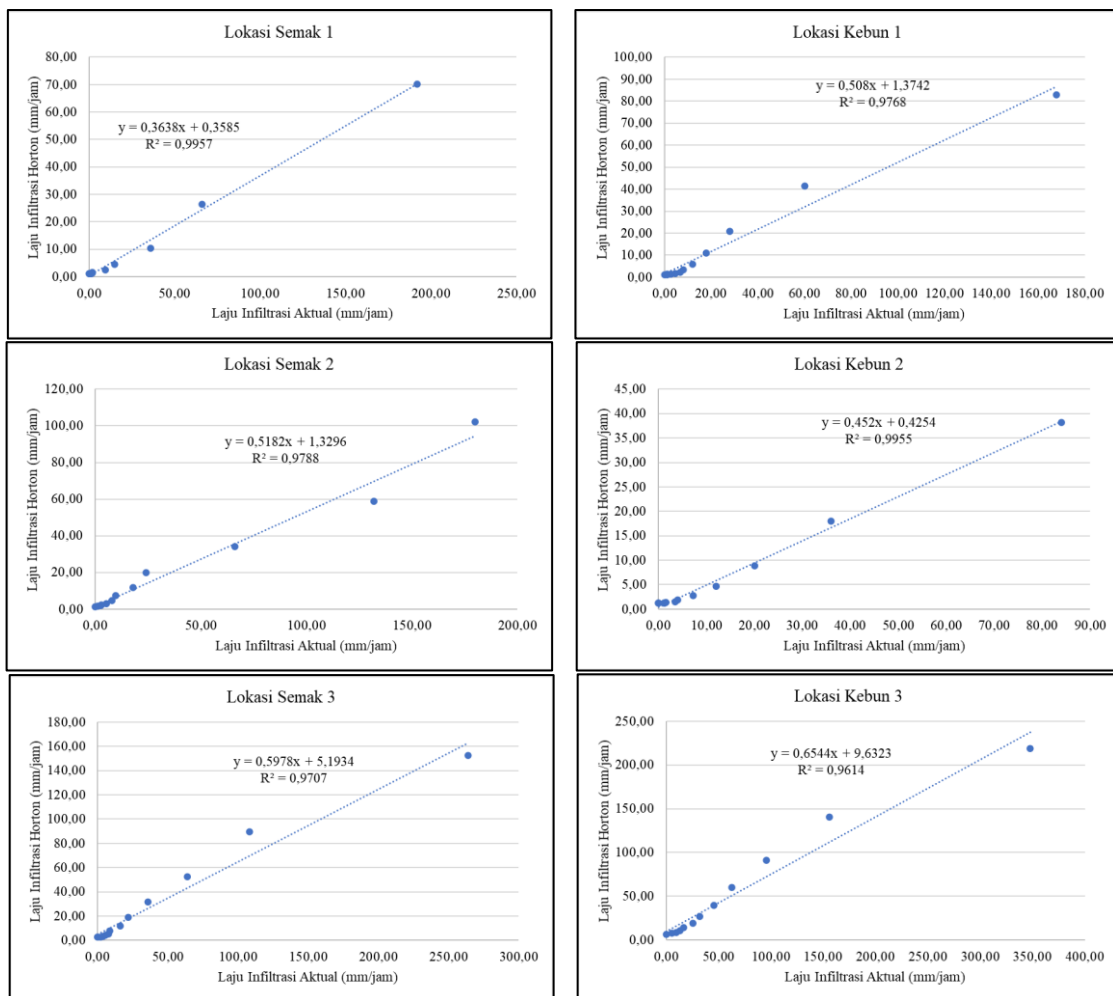 Lokasi Semak 1
Laju Infiltrasi Horton (mm/jam)
80,00
70,00
60,00
50,00
40,00
30,00
20,00
10,00
0,00
y = 0,3638x + 0,3585
R² = 0,9957
0,00 50,00 100,00 150,00 200,00 250,00
Laju Infiltrasi Aktual (mm/jam)
Lokasi Kebun 1
Laju Infiltrasi Horton (mm/jam)
100,00
90,00
80,00
70,00
60,00
50,00
40,00
30,00
20,00
10,00
0,00
y = 0,508x + 1,3742
R² = 0,9768
0,00 20,00 40,00 60,00 80,00 100,00 120,00 140,00 160,00 180,00
Laju Infiltrasi Aktual (mm/jam)
Lokasi Semak 2
Laju Infiltrasi Horton (mm/jam)
120,00
100,00
80,00
60,00
40,00
20,00
0,00
y = 0,5182x + 1,3296
R² = 0,9788
0,00 50,00 100,00 150,00 200,00
Laju Infiltrasi Aktual (mm/jam)
Lokasi Kebun 2
Laju Infiltrasi Horton (mm/jam)
45,00
40,00
35,00
30,00
25,00
20,00
15,00
10,00
5,00
0,00
y = 0,452x + 0,4254
R² = 0,9955
0,00 10,00 20,00 30,00 40,00 50,00 60,00 70,00 80,00 90,00
Laju Infiltrasi Aktual (mm/jam)
Lokasi Semak 3
Laju Infiltrasi Horton (mm/jam)
180,00
160,00
140,00
120,00
100,00
80,00
60,00
40,00
20,00
0,00
y = 0,5978x + 5,1934
R² = 0,9707
0,00 50,00 100,00 150,00 200,00 250,00 300,00
Laju Infiltrasi Aktual (mm/jam)
Lokasi Kebun 3
Laju Infiltrasi Horton (mm/jam)
250,00
200,00
150,00
100,00
50,00
0,00
y = 0,6544x + 9,6323
R² = 0,9614
0,00 50,00 100,00 150,00 200,00 250,00 300,00 350,00 400,00
Laju Infiltrasi Aktual (mm/jam)